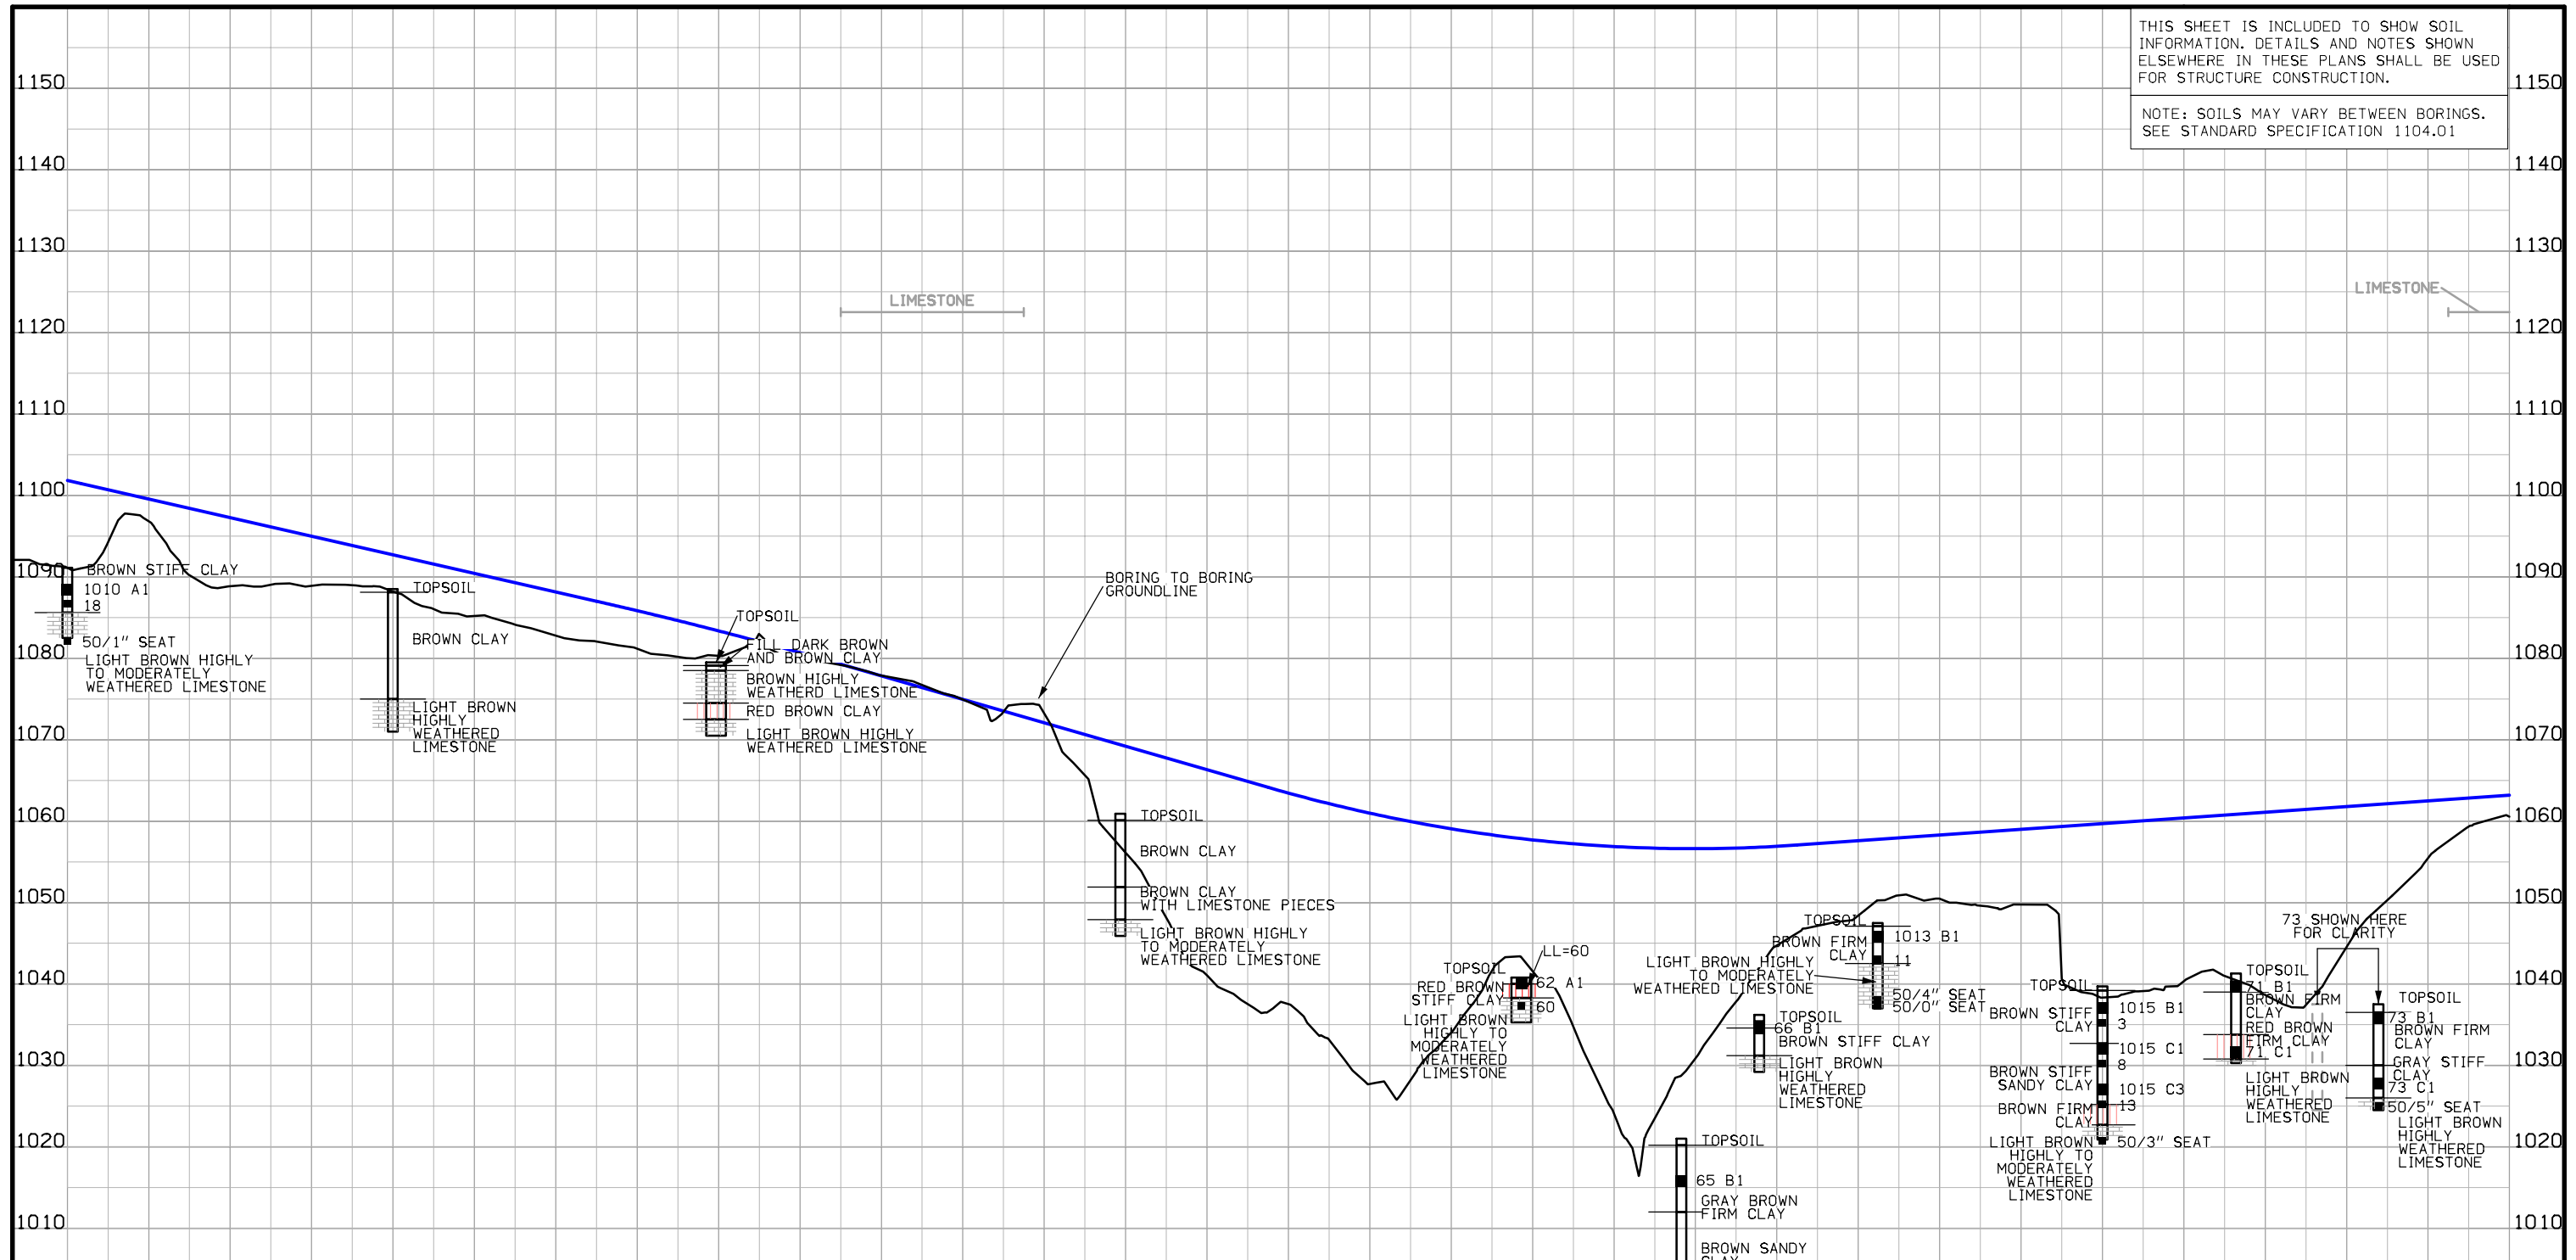 THIS SHEET IS INCLUDED TO SHOW SOIL
INFORMATION. DETAILS AND NOTES SHOWN
ELSEWHERE IN THESE PLANS SHALL BE USED
FOR STRUCTURE CONSTRUCTION.
NOTE: SOILS MAY VARY BETWEEN BORINGS.
SEE STANDARD SPECIFICATION 1104.01
1150
1150
1140
1140
1130
1130
LIMESTONE
LIMESTONE
1120
1120
1110
1110
1100
1100
1090
1090
1080
1080
1070
1070
1060
1060
1050
1050
1040
1040
1030
1030
1020
1020
1010
1010
BROWN STIFF CLAY
1010 A1
18
50/1" SEAT
LIGHT BROWN HIGHLY
TO MODERATELY
WEATHERED LIMESTONE
TOPSOIL
BROWN CLAY
LIGHT BROWN
HIGHLY
WEATHERED
LIMESTONE
TOPSOIL
FILL DARK BROWN
AND BROWN CLAY
BROWN HIGHLY
WEATHERD LIMESTONE
RED BROWN CLAY
LIGHT BROWN HIGHLY
WEATHERED LIMESTONE
BORING TO BORING
GROUNDLINE
TOPSOIL
BROWN CLAY
BROWN CLAY
WITH LIMESTONE PIECES
LIGHT BROWN HIGHLY
TO MODERATELY
WEATHERED LIMESTONE
LL=60
TOPSOIL
62 A1
RED BROWN
STIFF CLAY
60
LIGHT BROWN
HIGHLY TO
MODERATELY
WEATHERED
LIMESTONE
TOPSOIL
65 B1
GRAY BROWN
FIRM CLAY
BROWN SANDY
CLAY
TOPSOIL
66 B1
BROWN STIFF CLAY
LIGHT BROWN
HIGHLY
WEATHERED
LIMESTONE
TOPSOIL
1013 B1
BROWN FIRM
CLAY
11
LIGHT BROWN HIGHLY
TO MODERATELY
WEATHERED LIMESTONE
50/4" SEAT
50/0" SEAT
TOPSOIL
1015 B1
BROWN STIFF
CLAY
3
1015 C1
8
BROWN STIFF
SANDY CLAY
1015 C3
13
BROWN FIRM
CLAY
50/3" SEAT
LIGHT BROWN
HIGHLY TO
MODERATELY
WEATHERED
LIMESTONE
TOPSOIL
71 B1
BROWN FIRM
CLAY
RED BROWN
FIRM CLAY
71 C1
LIGHT BROWN
HIGHLY
WEATHERED
LIMESTONE
73 SHOWN HERE
FOR CLARITY
TOPSOIL
73 B1
BROWN FIRM
CLAY
GRAY STIFF
CLAY
73 C1
50/5" SEAT
LIGHT BROWN
HIGHLY
WEATHERED
LIMESTONE